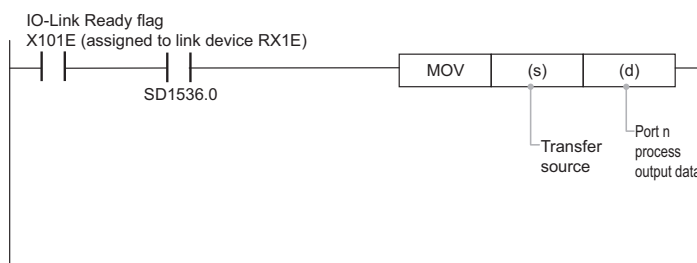 IO-Link Ready flag
X101E (assigned to link device RX1E)
SD1536.0
MOV (s) (d)
Transfer
source
Port n
process
output data